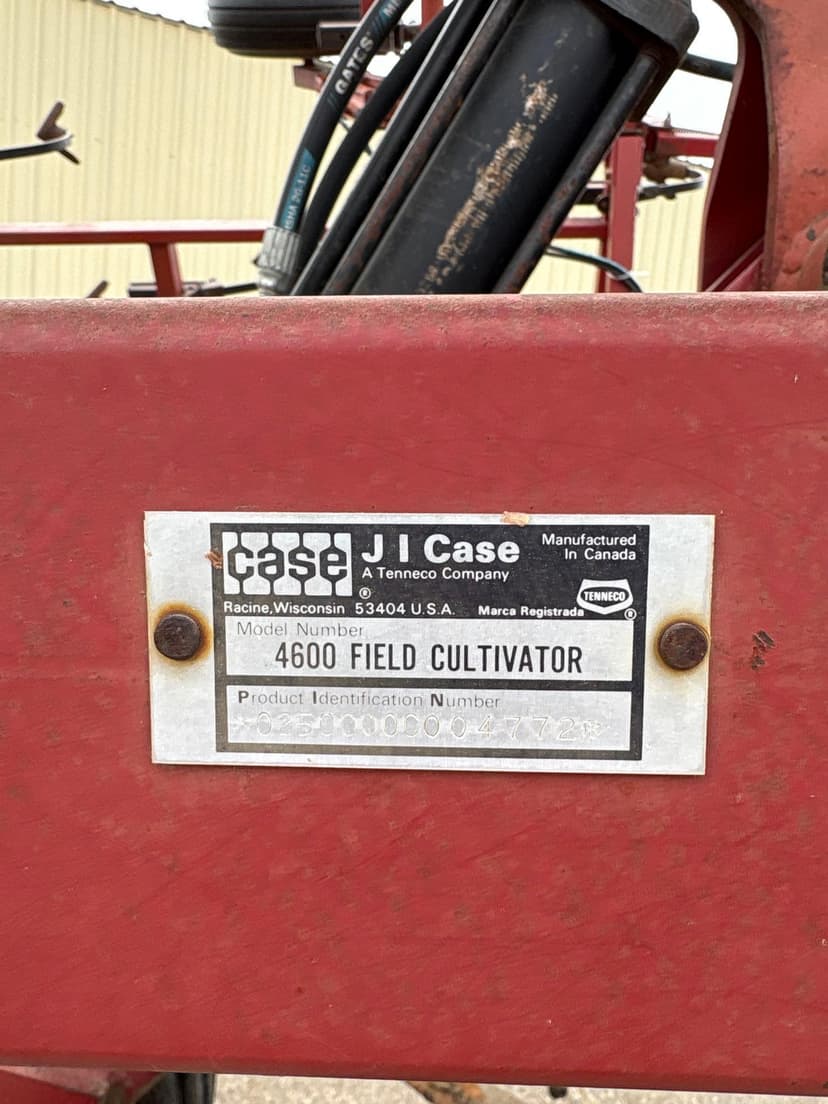 GATES
case
J I Case
A Tenneco Company
®
Manufactured
In Canada
TENNECO
®
Racine, Wisconsin 53404 U.S.A.
Marca Registrada
Model Number
4600 FIELD CULTIVATOR
Product Identification Number